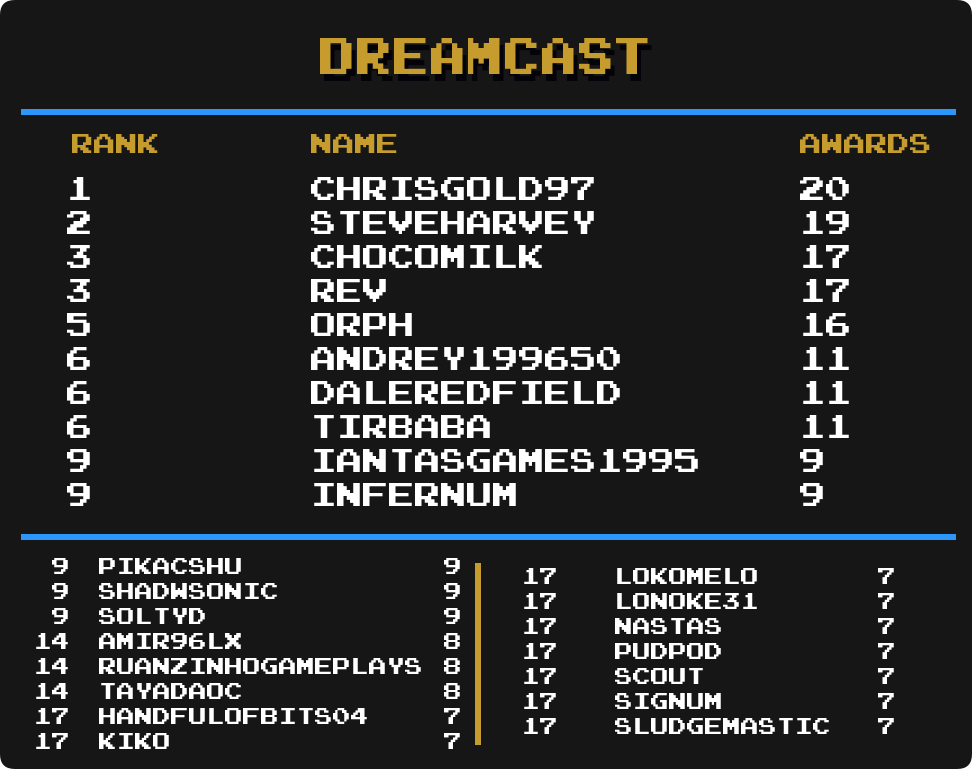 DREAMCAST
RANK NAME AWARDS
1 CHRISGOLD97 20
2 STEVEHARVEY 19
3 CHOCOMILK 17
3 REV 17
5 ORPH 16
6 ANDREY199650 11
6 DALEREDFIELD 11
6 TIRBABA 11
9 IANTASGAMES1995 9
9 INFERNUM 9
9 PIKACSHU 9
9 SHADWSONIC 9
9 SOLTYD 9
14 AMIR96LX 8
14 RUANZINHOGAMEPLAYS 8
14 TAYADAOC 8
17 HANDFULOFBITS04 7
17 KIKO 7
17 LOKOMELO 7
17 LONOKE31 7
17 NASTAS 7
17 PUDPOD 7
17 SCOUT 7
17 SIGNUM 7
17 SLUDGEMASTIC 7